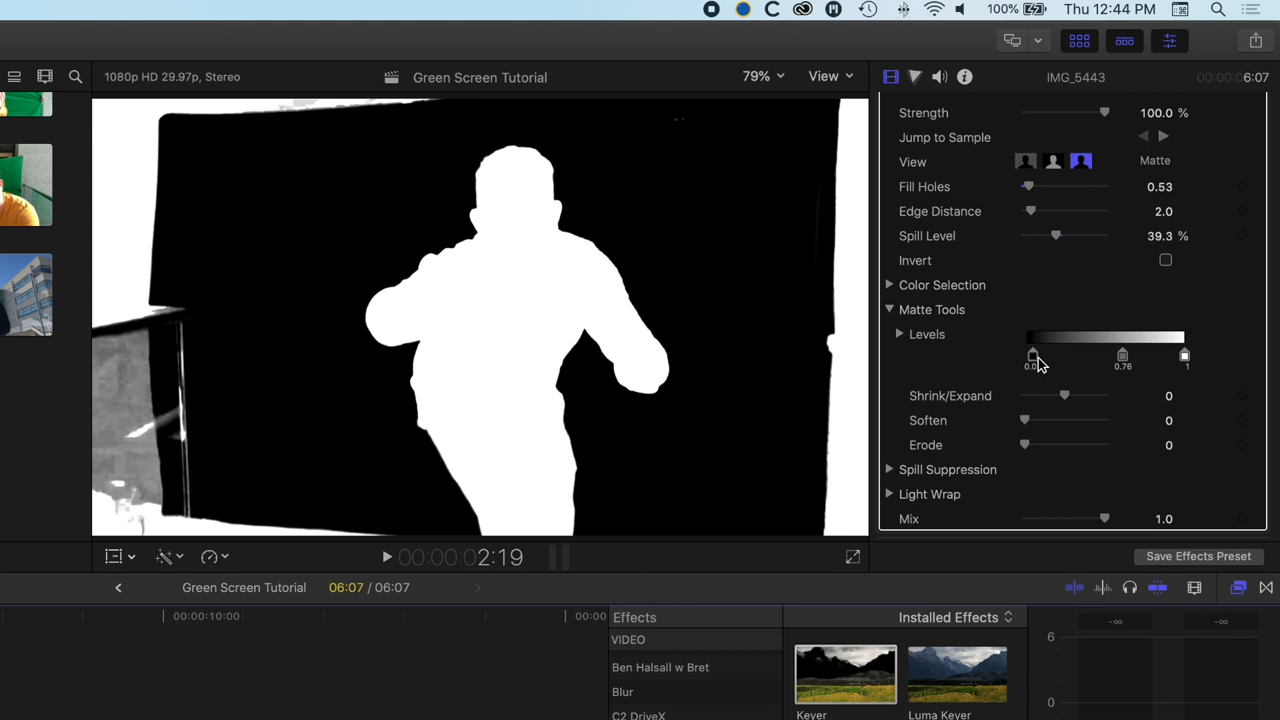 100% Thu 12:44 PM
1080p HD 29.97p, Stereo Green Screen Tutorial 79% View IMG_5443 00:00:06:07
Strength 100.0 %
Jump to Sample
View Matte
Fill Holes 0.53
Edge Distance 2.0
Spill Level 39.3 %
Invert
Color Selection
Matte Tools
Levels
0.76 1
Shrink/Expand 0
Soften 0
Erode 0
Spill Suppression
Light Wrap
Mix 1.0
00:00:02:19 Save Effects Preset
Green Screen Tutorial 06:07 / 06:07
00:00:10:00 00:00 Effects Installed Effects -∞ -∞
VIDEO 6
Ben Halsall w Bret
Blur
0
C2 DriveX Keyer Luma Keyer